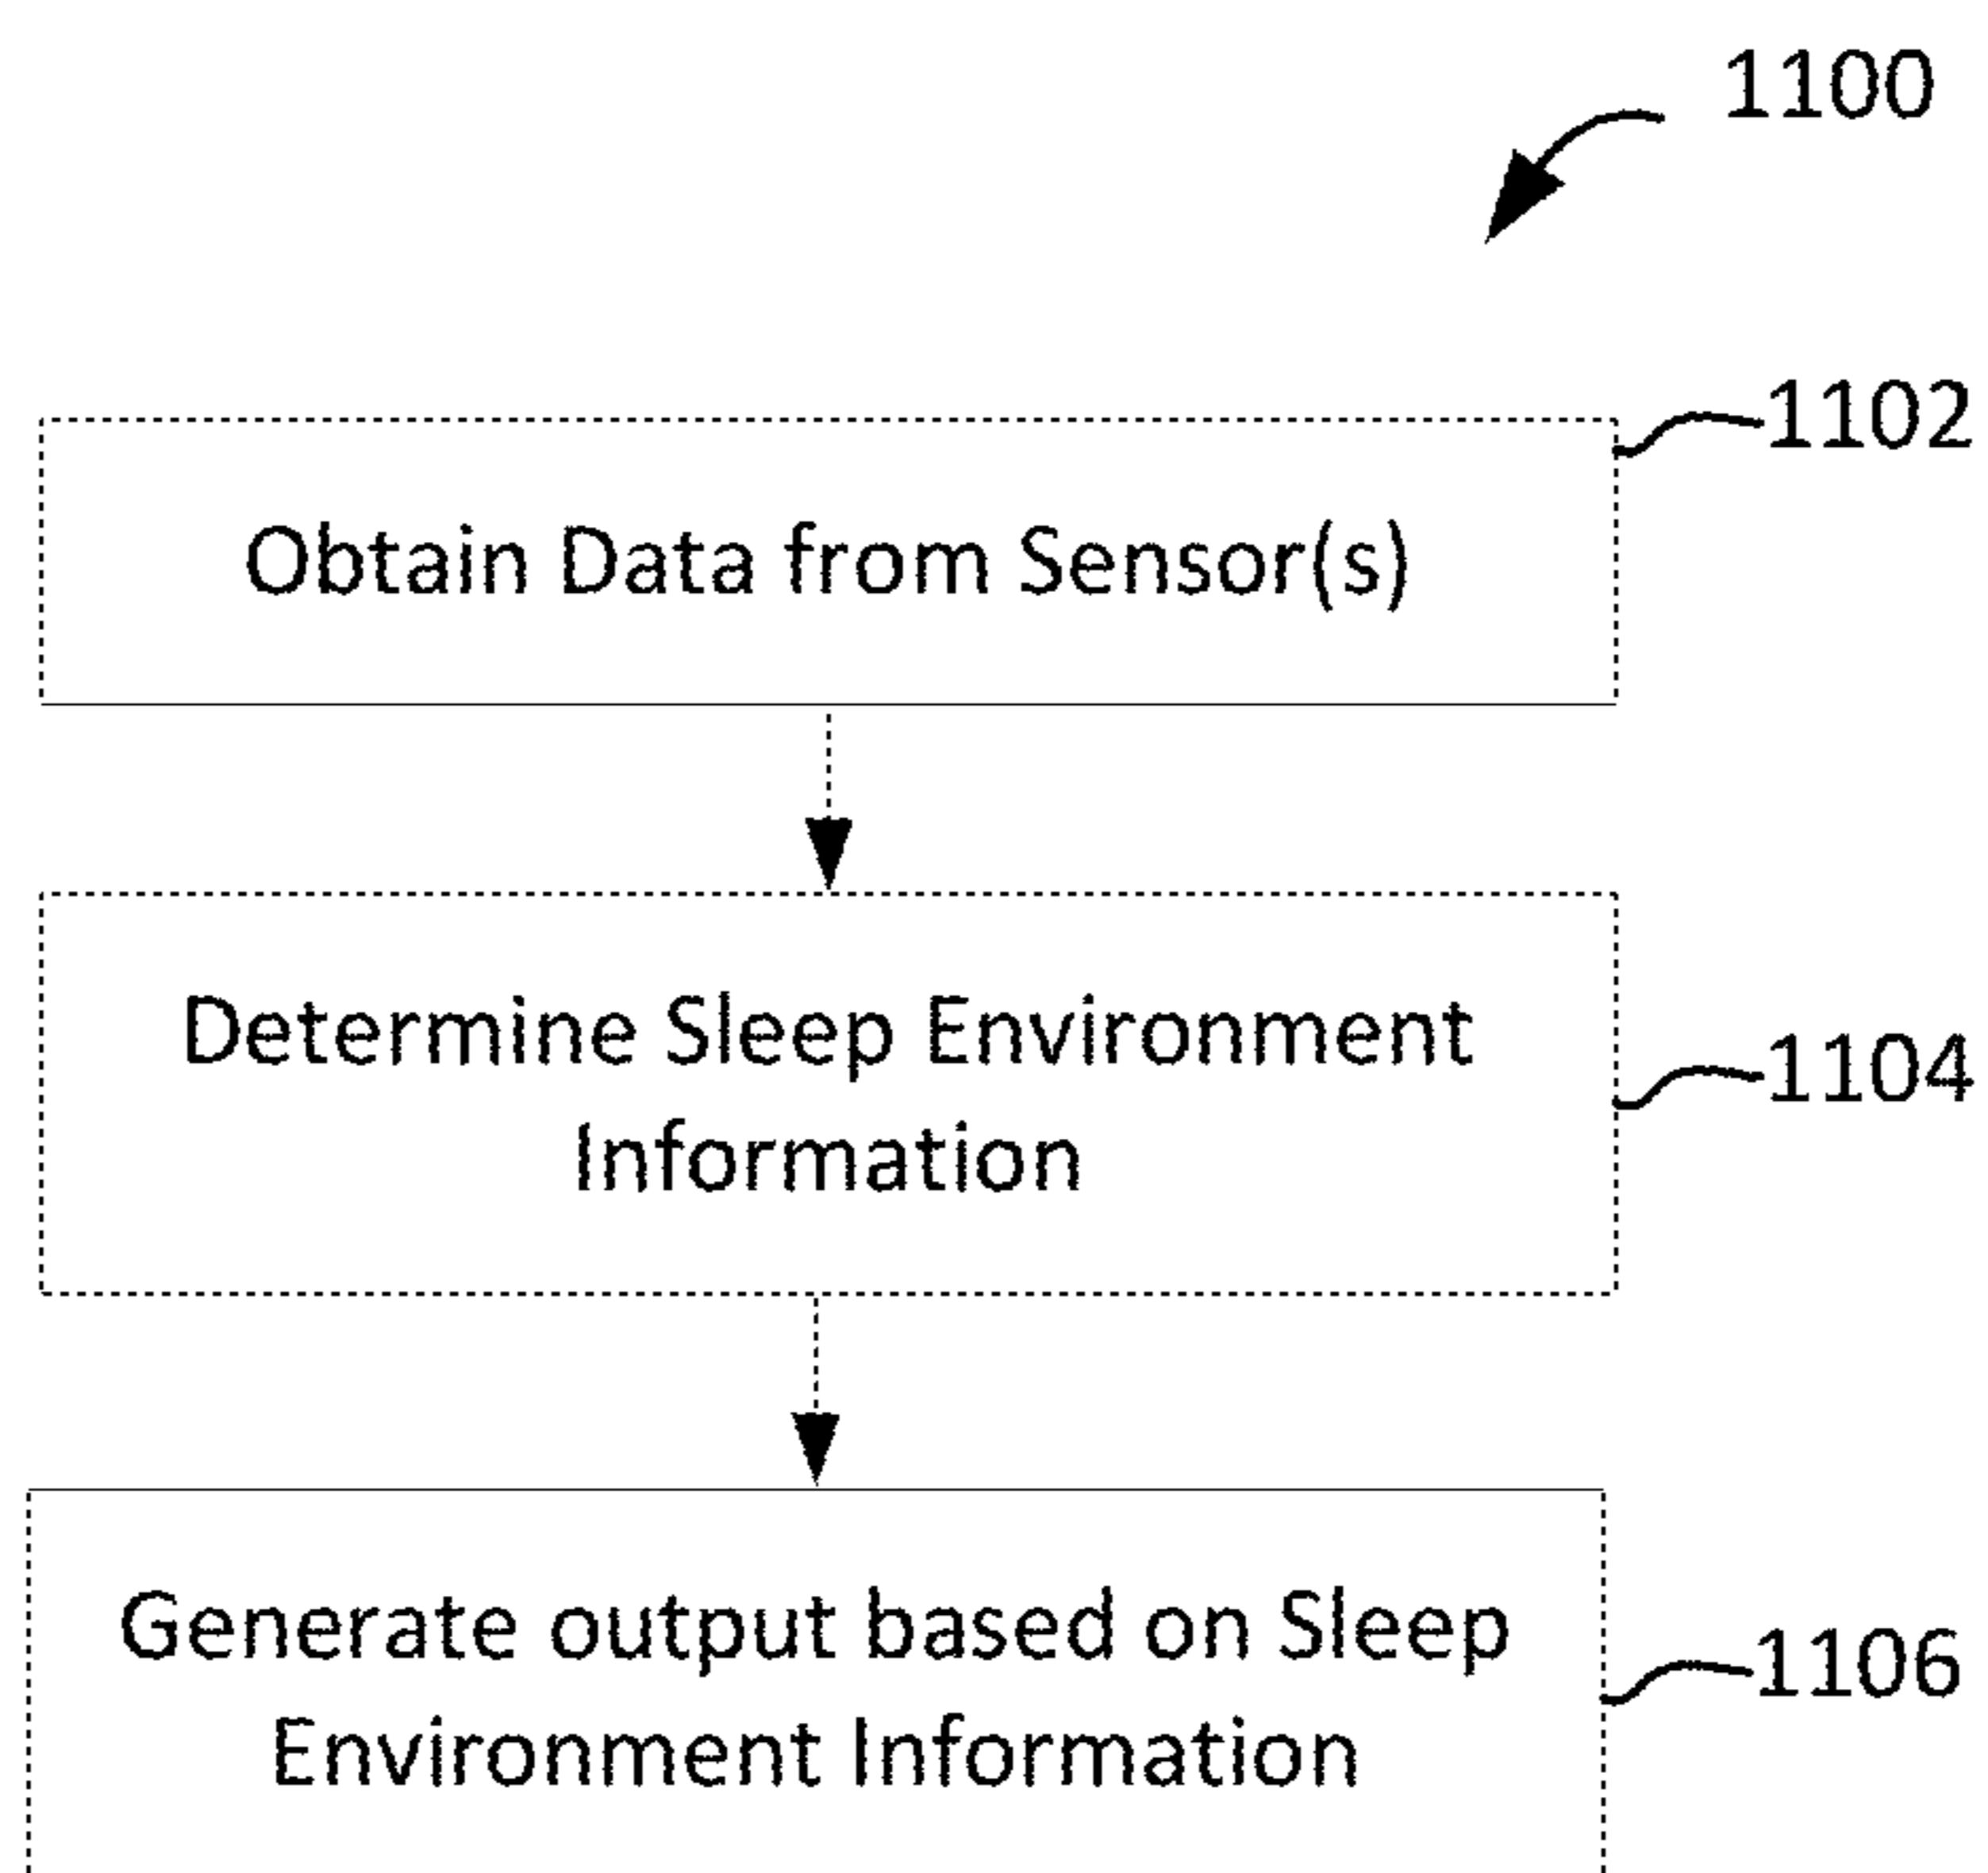 1100
1102
Obtain Data from Sensor(s)
Determine Sleep Environment
1104
Information
Generate output based on Sleep
1106
Environment Information